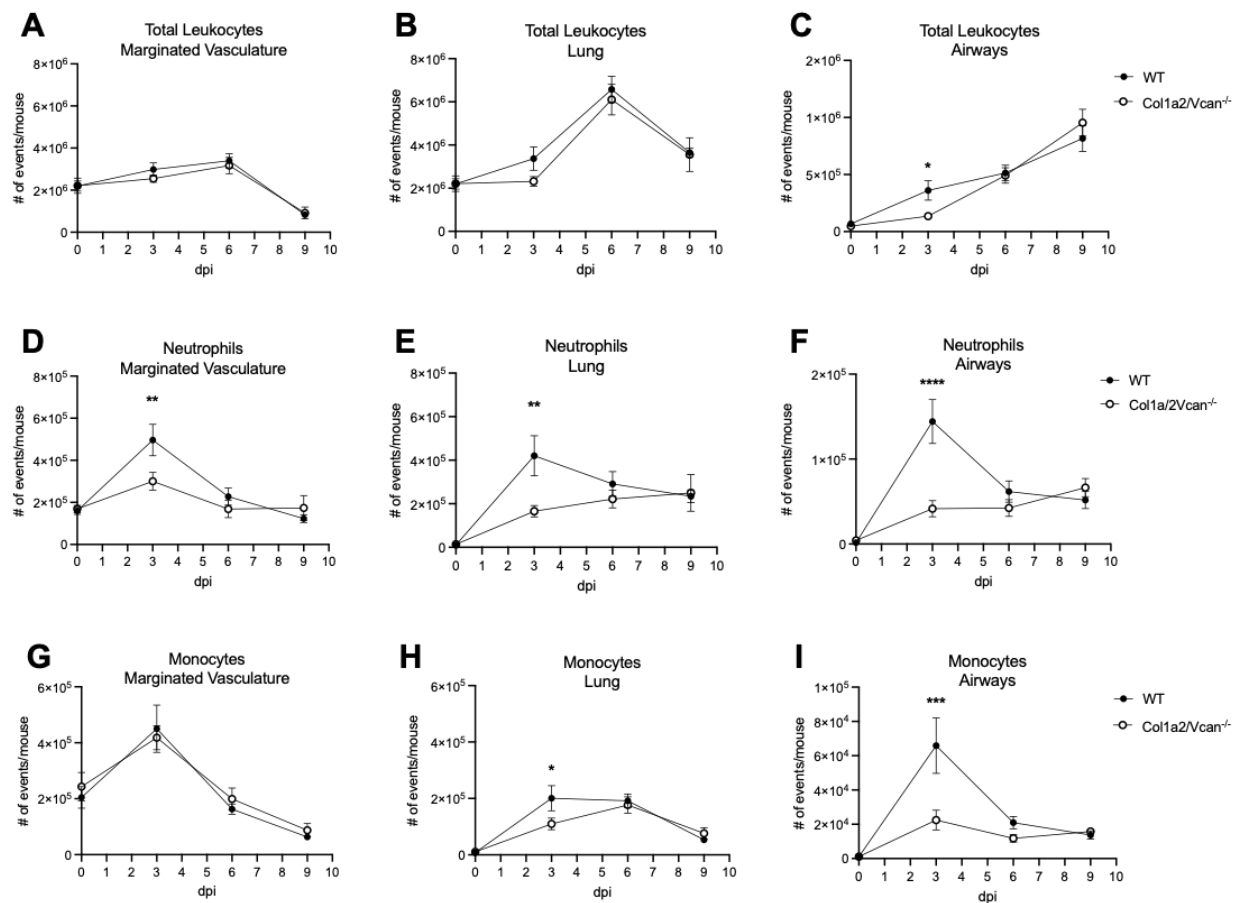 A
Total Leukocytes
Marginated Vasculature
8×10⁶
6×10⁶
4×10⁶
2×10⁶
0
# of events/mouse
0 1 2 3 4 5 6 7 8 9 10
dpi
B
Total Leukocytes
Lung
8×10⁶
6×10⁶
4×10⁶
2×10⁶
0
# of events/mouse
0 1 2 3 4 5 6 7 8 9 10
dpi
C
Total Leukocytes
Airways
2×10⁶
1×10⁶
5×10⁵
0
# of events/mouse
*
0 1 2 3 4 5 6 7 8 9 10
dpi
WT
Col1a2/Vcan⁻/⁻
D
Neutrophils
Marginated Vasculature
8×10⁵
6×10⁵
4×10⁵
2×10⁵
0
# of events/mouse
**
0 1 2 3 4 5 6 7 8 9 10
dpi
E
Neutrophils
Lung
8×10⁵
6×10⁵
4×10⁵
2×10⁵
0
# of events/mouse
**
0 1 2 3 4 5 6 7 8 9 10
dpi
F
Neutrophils
Airways
2×10⁵
1×10⁵
0
# of events/mouse
****
0 1 2 3 4 5 6 7 8 9 10
dpi
WT
Col1a/2Vcan⁻/⁻
G
Monocytes
Marginated Vasculature
6×10⁵
4×10⁵
2×10⁵
0
# of events/mouse
0 1 2 3 4 5 6 7 8 9 10
dpi
H
Monocytes
Lung
6×10⁵
4×10⁵
2×10⁵
0
# of events/mouse
*
0 1 2 3 4 5 6 7 8 9 10
dpi
I
Monocytes
Airways
1×10⁵
8×10⁴
6×10⁴
4×10⁴
2×10⁴
0
# of events/mouse
***
0 1 2 3 4 5 6 7 8 9 10
dpi
WT
Col1a2/Vcan⁻/⁻